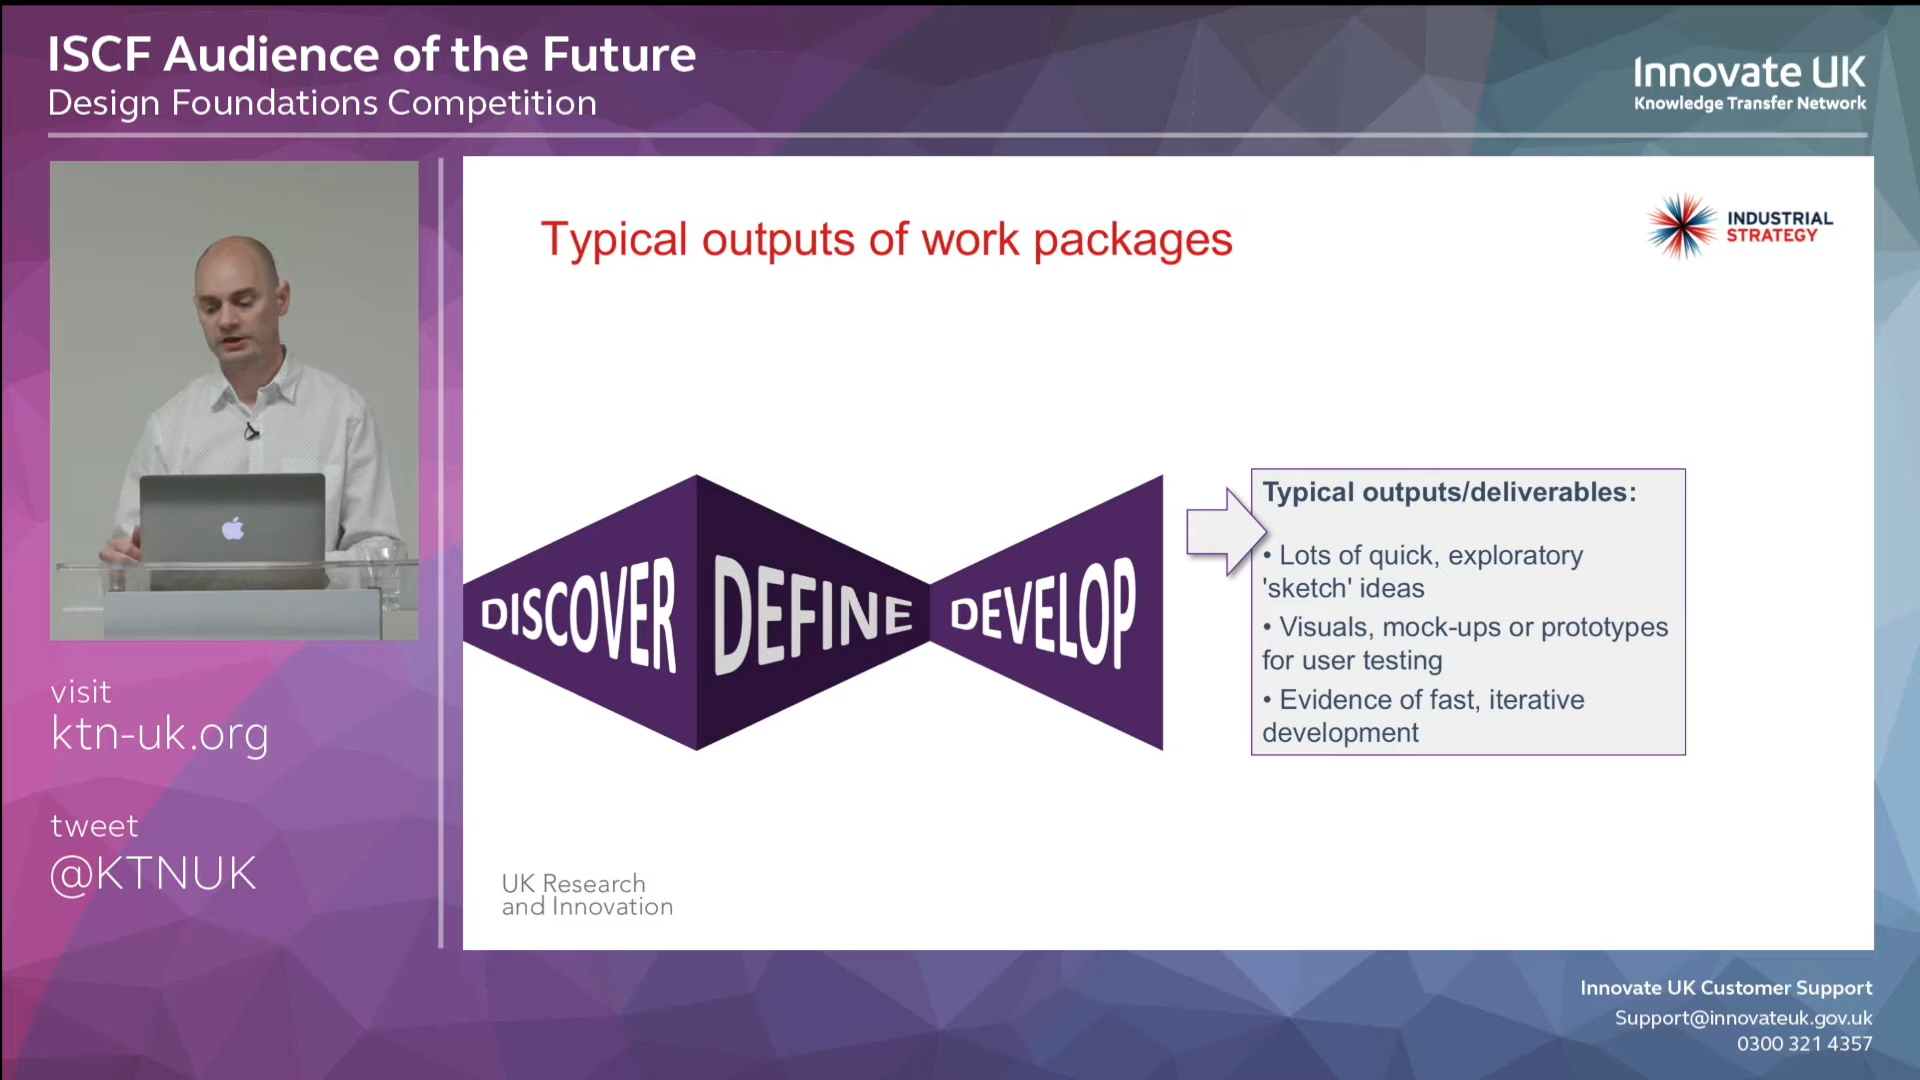 ISCF Audience of the Future
Design Foundations Competition
Innovate UK
Knowledge Transfer Network
visit
ktn-uk.org
tweet
@KTNUK
Typical outputs of work packages
INDUSTRIAL
STRATEGY
DISCOVER
DEFINE
DEVELOP
Typical outputs/deliverables:
• Lots of quick, exploratory
'sketch' ideas
• Visuals, mock-ups or prototypes
for user testing
• Evidence of fast, iterative
development
UK Research
and Innovation
Innovate UK Customer Support
Support@innovateuk.gov.uk
0300 321 4357